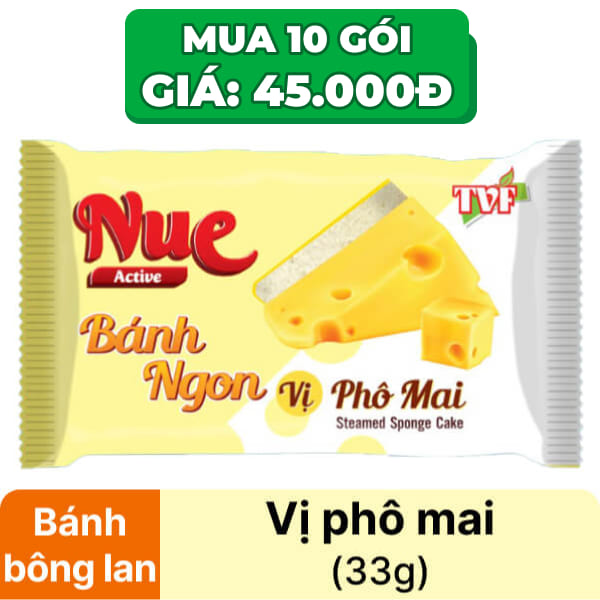 MUA 10 GÓI
GIÁ: 45.000Đ
TVF
Nue
Active
Bánh
Ngon
Vị Phô Mai
Steamed Sponge Cake
Bánh
bông lan
Vị phô mai
(33g)